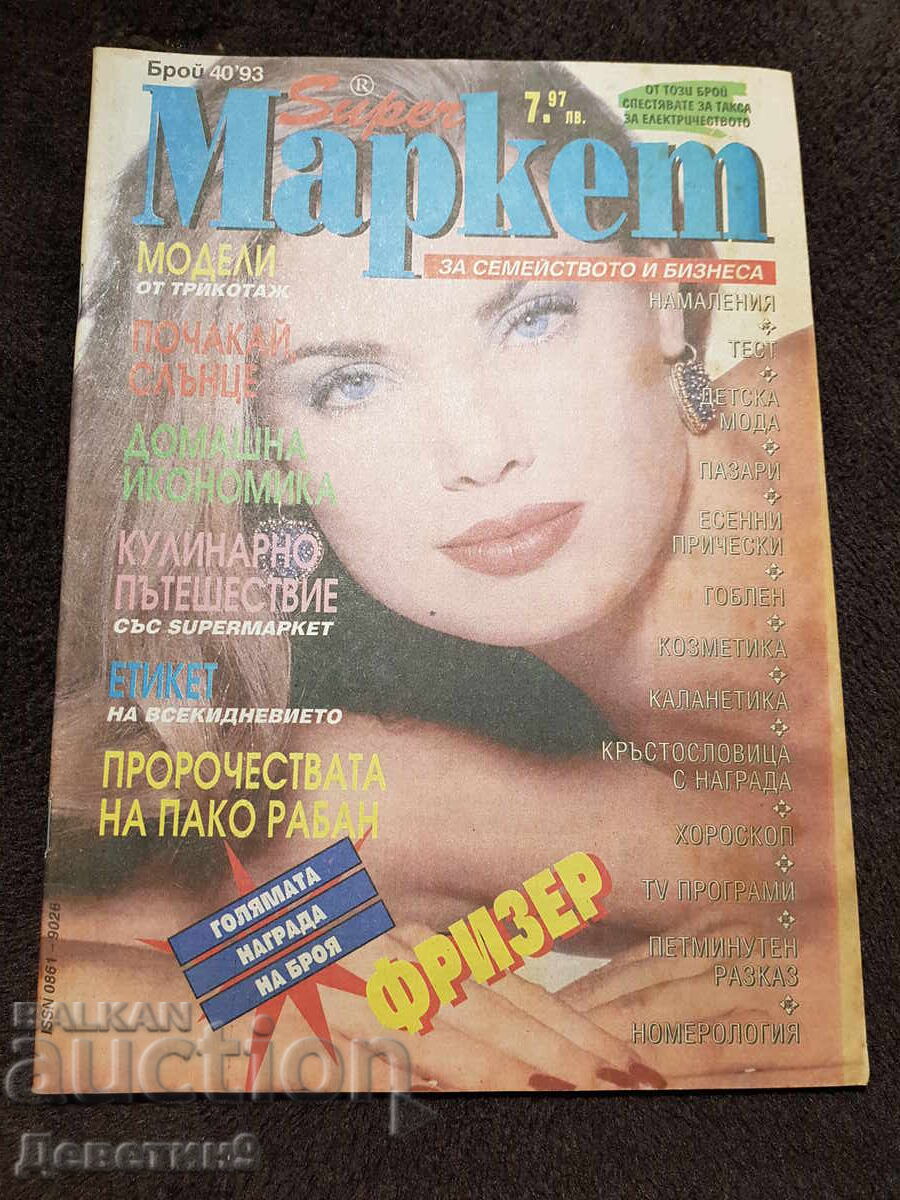 Брой 40'93
Super®
Маркет
7.97 лв.
ОТ ТОЗИ БРОЙ
СПЕСТЯВАТЕ ЗА ТАКСА
ЗА ЕЛЕКТРИЧЕСТВОТО
ЗА СЕМЕЙСТВОТО И БИЗНЕСА
МОДЕЛИ
ОТ ТРИКОТАЖ
ПОЧАКАЙ,
СЛЪНЦЕ
ДОМАШНА
ИКОНОМИКА
КУЛИНАРНО
ПЪТЕШЕСТВИЕ
СЪС SUPERMARKET
ЕТИКЕТ
НА ВСЕКИДНЕВИЕТО
ПРОРОЧЕСТВАТА
НА ПАКО РАБАН
НАМАЛЕНИЯ
ТЕСТ
ДЕТСКА
МОДА
ПАЗАРИ
ЕСЕННИ
ПРИЧЕСКИ
ГОБЛЕН
КОЗМЕТИКА
КАЛАНЕТИКА
КРЪСТОСЛОВИЦА
С НАГРАДА
ХОРОСКОП
TV ПРОГРАМИ
ПЕТМИНУТЕН
РАЗКАЗ
НОМЕРОЛОГИЯ
ГОЛЯМАТА
НАГРАДА
НА БРОЯ
ФРИЗЕР
ISSN 0861-9026
BALKAN
auction
Деветин9